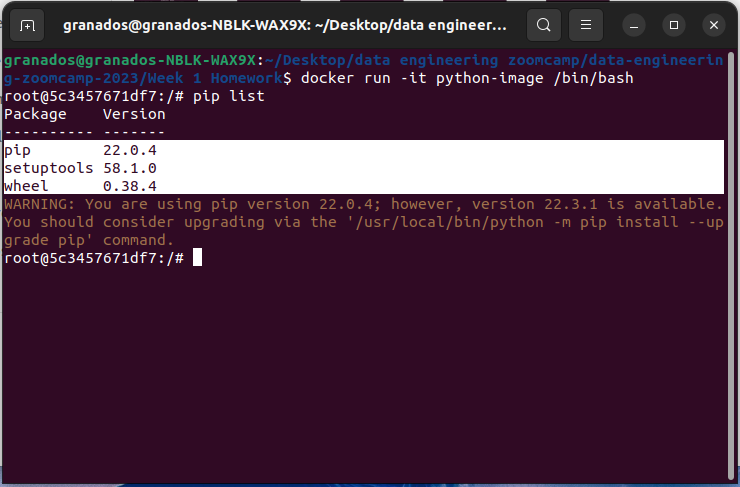 granados@granados-NBLK-WAX9X: ~/Desktop/data engineer...
granados@granados-NBLK-WAX9X:~/Desktop/data engineering zoomcamp/data-engineerin
g-zoomcamp-2023/Week 1 Homework$ docker run -it python-image /bin/bash
root@5c3457671df7:/# pip list
Package    Version
---------- -------
pip        22.0.4
setuptools 58.1.0
wheel      0.38.4
WARNING: You are using pip version 22.0.4; however, version 22.3.1 is available.
You should consider upgrading via the '/usr/local/bin/python -m pip install --up
grade pip' command.
root@5c3457671df7:/#